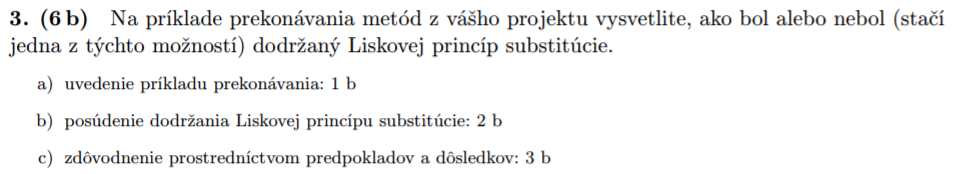 3. (6 b) Na príklade prekonávania metód z vášho projektu vysvetlite, ako bol alebo nebol (stačí
jedna z týchto možností) dodržaný Liskovej princíp substitúcie.
a) uvedenie príkladu prekonávania: 1 b
b) posúdenie dodržania Liskovej princípu substitúcie: 2 b
c) zdôvodnenie prostredníctvom predpokladov a dôsledkov: 3 b